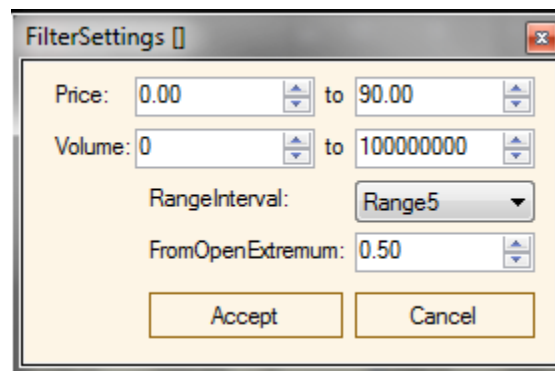 FilterSettings []
Price: 0.00 to 90.00
Volume: 0 to 100000000
RangeInterval: Range5
FromOpenExtremum: 0.50
Accept Cancel